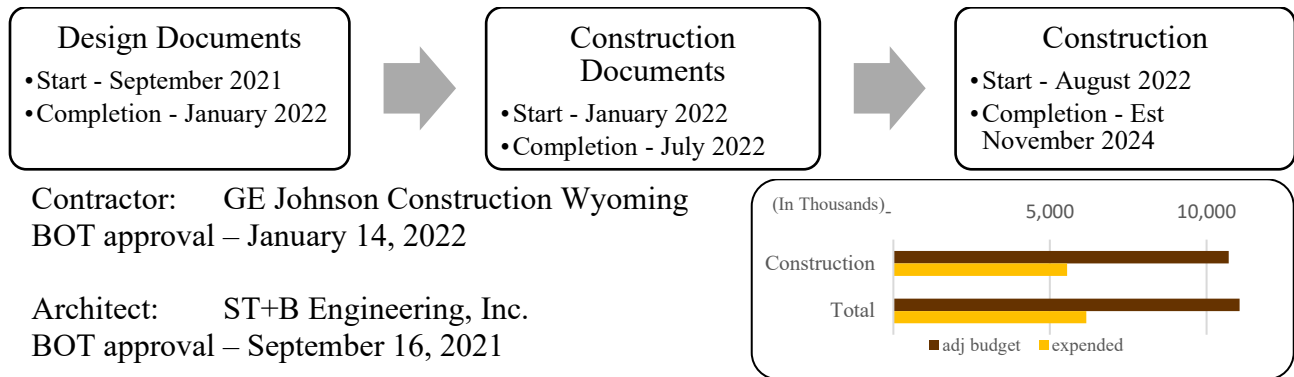 Design Documents
•Start - September 2021
•Completion - January 2022
Construction
Documents
•Start - January 2022
•Completion - July 2022
Construction
•Start - August 2022
•Completion - Est
November 2024
Contractor: GE Johnson Construction Wyoming
BOT approval – January 14, 2022
Architect: ST+B Engineering, Inc.
BOT approval – September 16, 2021
(In Thousands) - 5,000 10,000
Construction
Total
adj budget expended